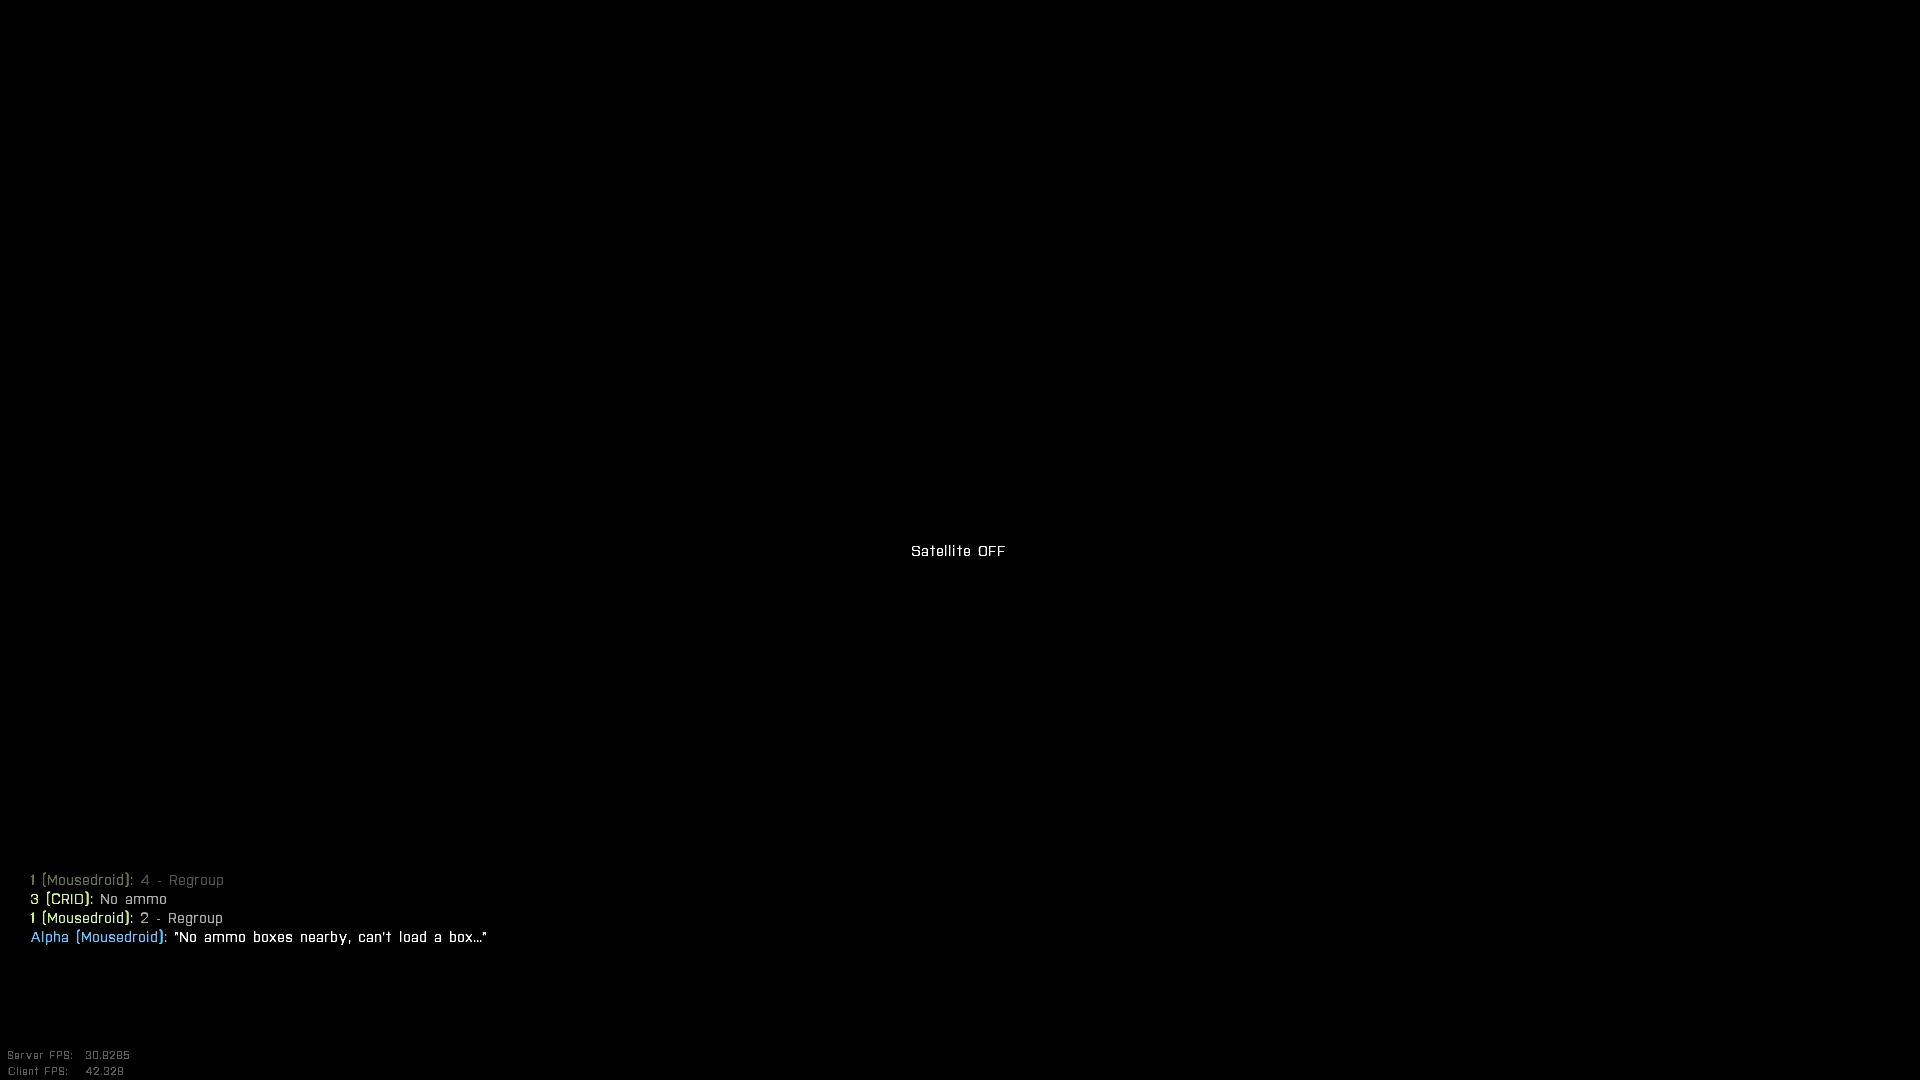 Satellite OFF
1 (Mousedroid): 4 - Regroup
3 (CRID): No ammo
1 (Mousedroid): 2 - Regroup
Alpha (Mousedroid): "No ammo boxes nearby, can't load a box..."
Server FPS: 30.8285
Client FPS: 42.328